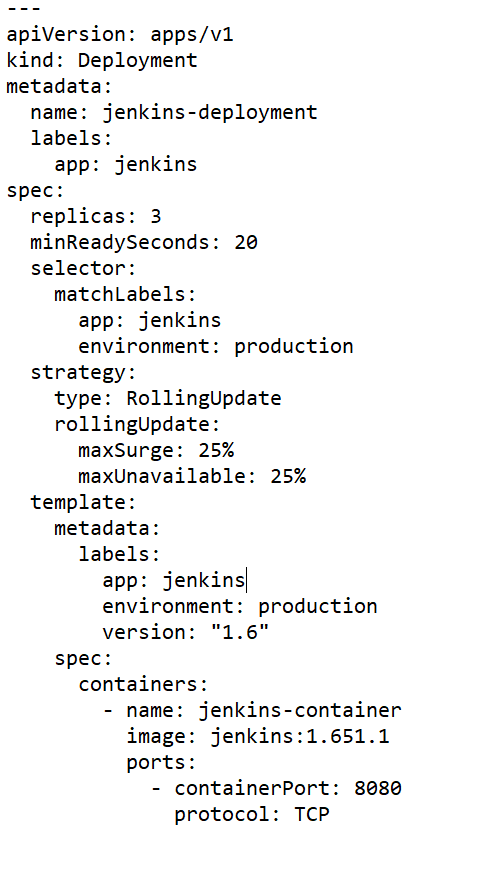 ---
apiVersion: apps/v1
kind: Deployment
metadata:
  name: jenkins-deployment
  labels:
    app: jenkins
spec:
  replicas: 3
  minReadySeconds: 20
  selector:
    matchLabels:
      app: jenkins
      environment: production
  strategy:
    type: RollingUpdate
    rollingUpdate:
      maxSurge: 25%
      maxUnavailable: 25%
  template:
    metadata:
      labels:
        app: jenkins
        environment: production
        version: "1.6"
    spec:
      containers:
        - name: jenkins-container
          image: jenkins:1.651.1
          ports:
            - containerPort: 8080
              protocol: TCP